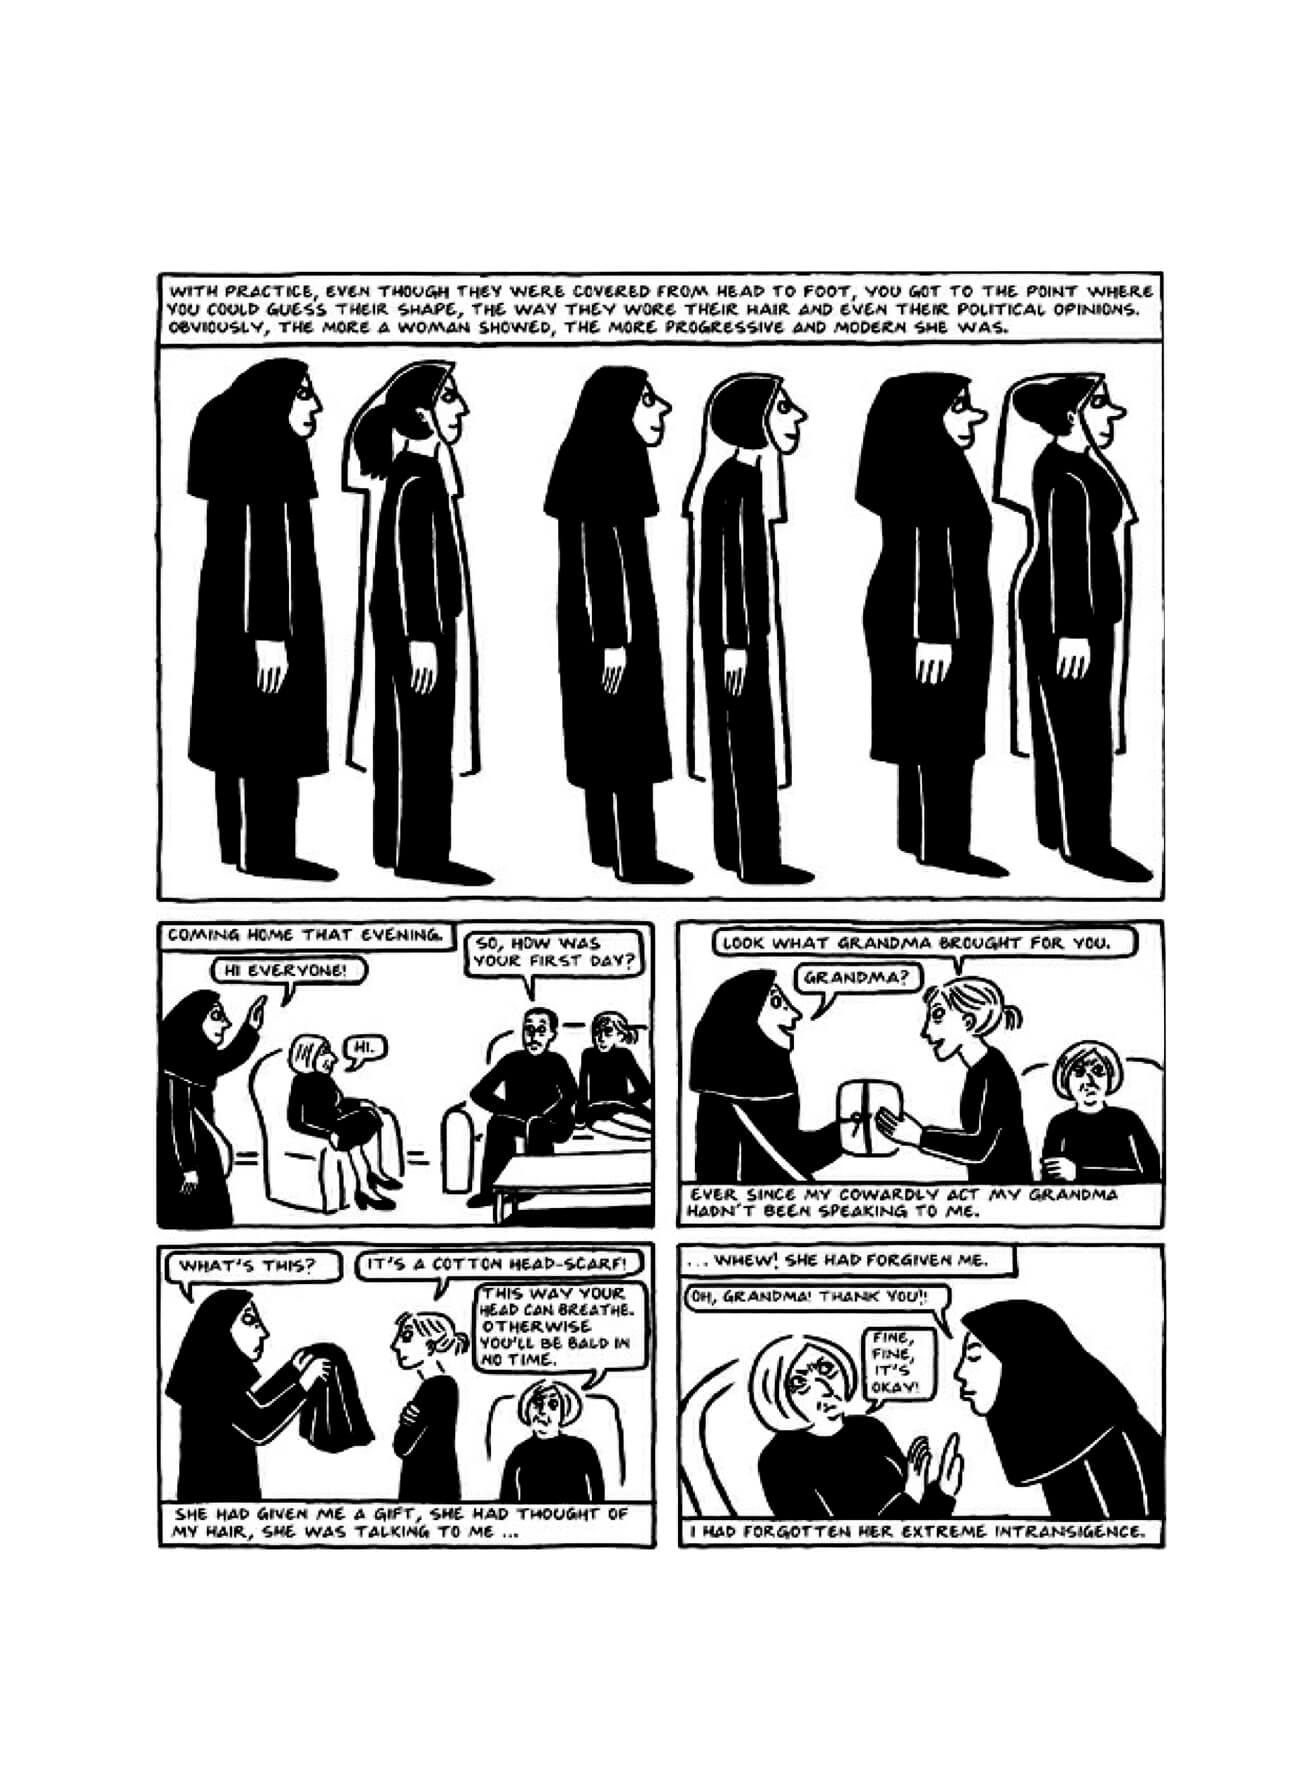 WITH PRACTICE, EVEN THOUGH THEY WERE COVERED FROM HEAD TO FOOT, YOU GOT TO THE POINT WHERE
YOU COULD GUESS THEIR SHAPE, THE WAY THEY WORE THEIR HAIR AND EVEN THEIR POLITICAL OPINIONS.
OBVIOUSLY, THE MORE A WOMAN SHOWED, THE MORE PROGRESSIVE AND MODERN SHE WAS.
COMING HOME THAT EVENING.
HI EVERYONE!
HI.
SO, HOW WAS
YOUR FIRST DAY?
LOOK WHAT GRANDMA BROUGHT FOR YOU.
GRANDMA?
EVER SINCE MY COWARDLY ACT MY GRANDMA
HADN'T BEEN SPEAKING TO ME.
WHAT'S THIS?
IT'S A COTTON HEAD-SCARF!
THIS WAY YOUR
HEAD CAN BREATHE.
OTHERWISE
YOU'LL BE BALD IN
NO TIME.
SHE HAD GIVEN ME A GIFT, SHE HAD THOUGHT OF
MY HAIR, SHE WAS TALKING TO ME ...
... WHEW! SHE HAD FORGIVEN ME.
OH, GRANDMA! THANK YOU!!
FINE,
FINE,
IT'S
OKAY!
I HAD FORGOTTEN HER EXTREME INTRANSIGENCE.